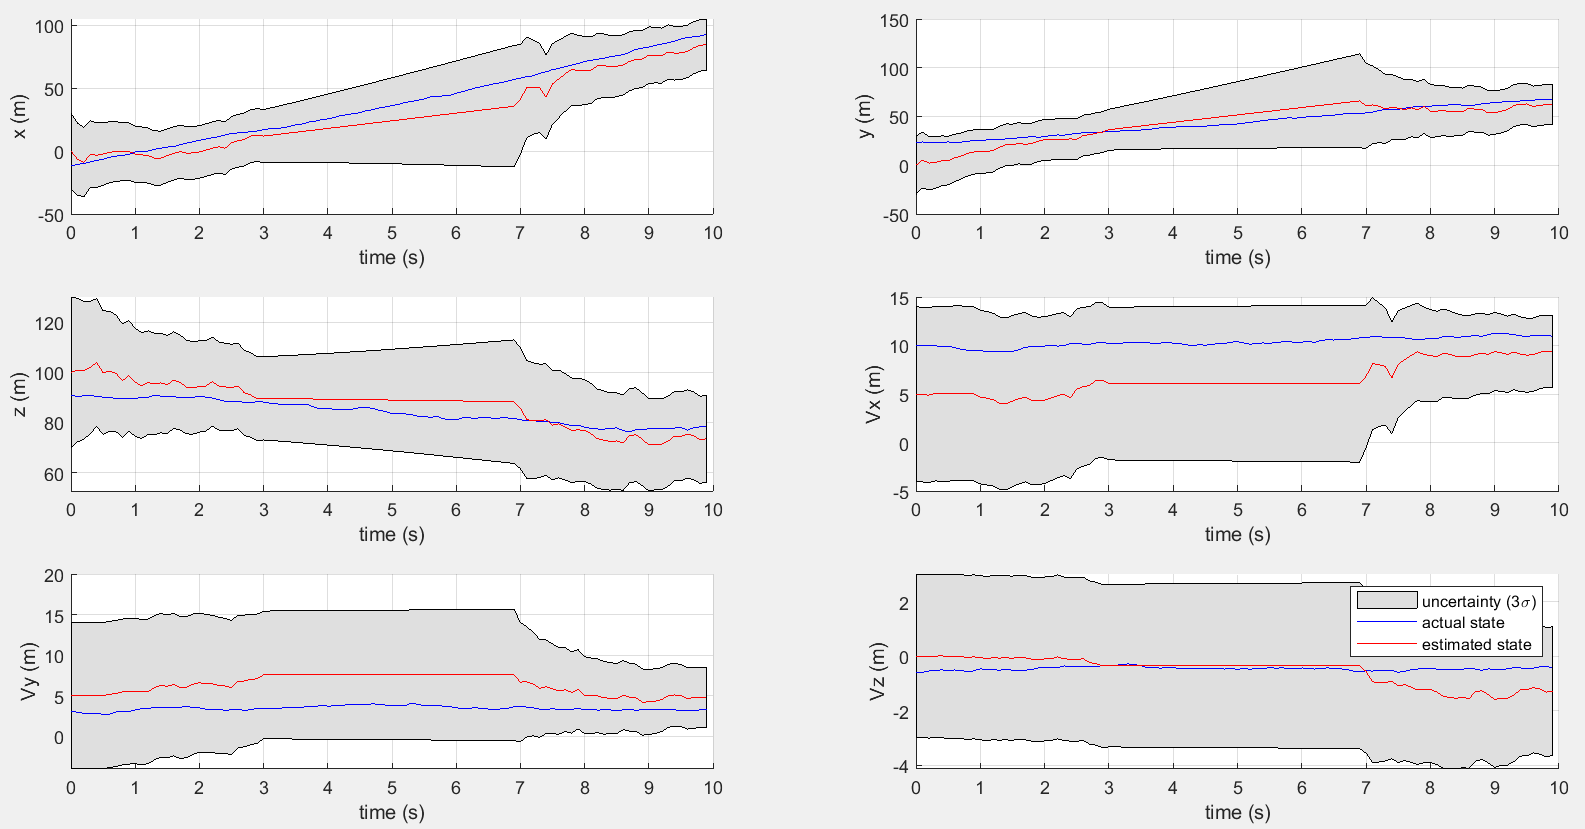 100
50
0
-50
x (m)
0 1 2 3 4 5 6 7 8 9 10
time (s)
150
100
50
0
-50
y (m)
0 1 2 3 4 5 6 7 8 9 10
time (s)
120
100
80
60
z (m)
0 1 2 3 4 5 6 7 8 9 10
time (s)
15
10
5
0
-5
Vx (m)
0 1 2 3 4 5 6 7 8 9 10
time (s)
20
15
10
5
0
Vy (m)
0 1 2 3 4 5 6 7 8 9 10
time (s)
2
0
-2
-4
Vz (m)
uncertainty (3σ)
actual state
estimated state
0 1 2 3 4 5 6 7 8 9 10
time (s)